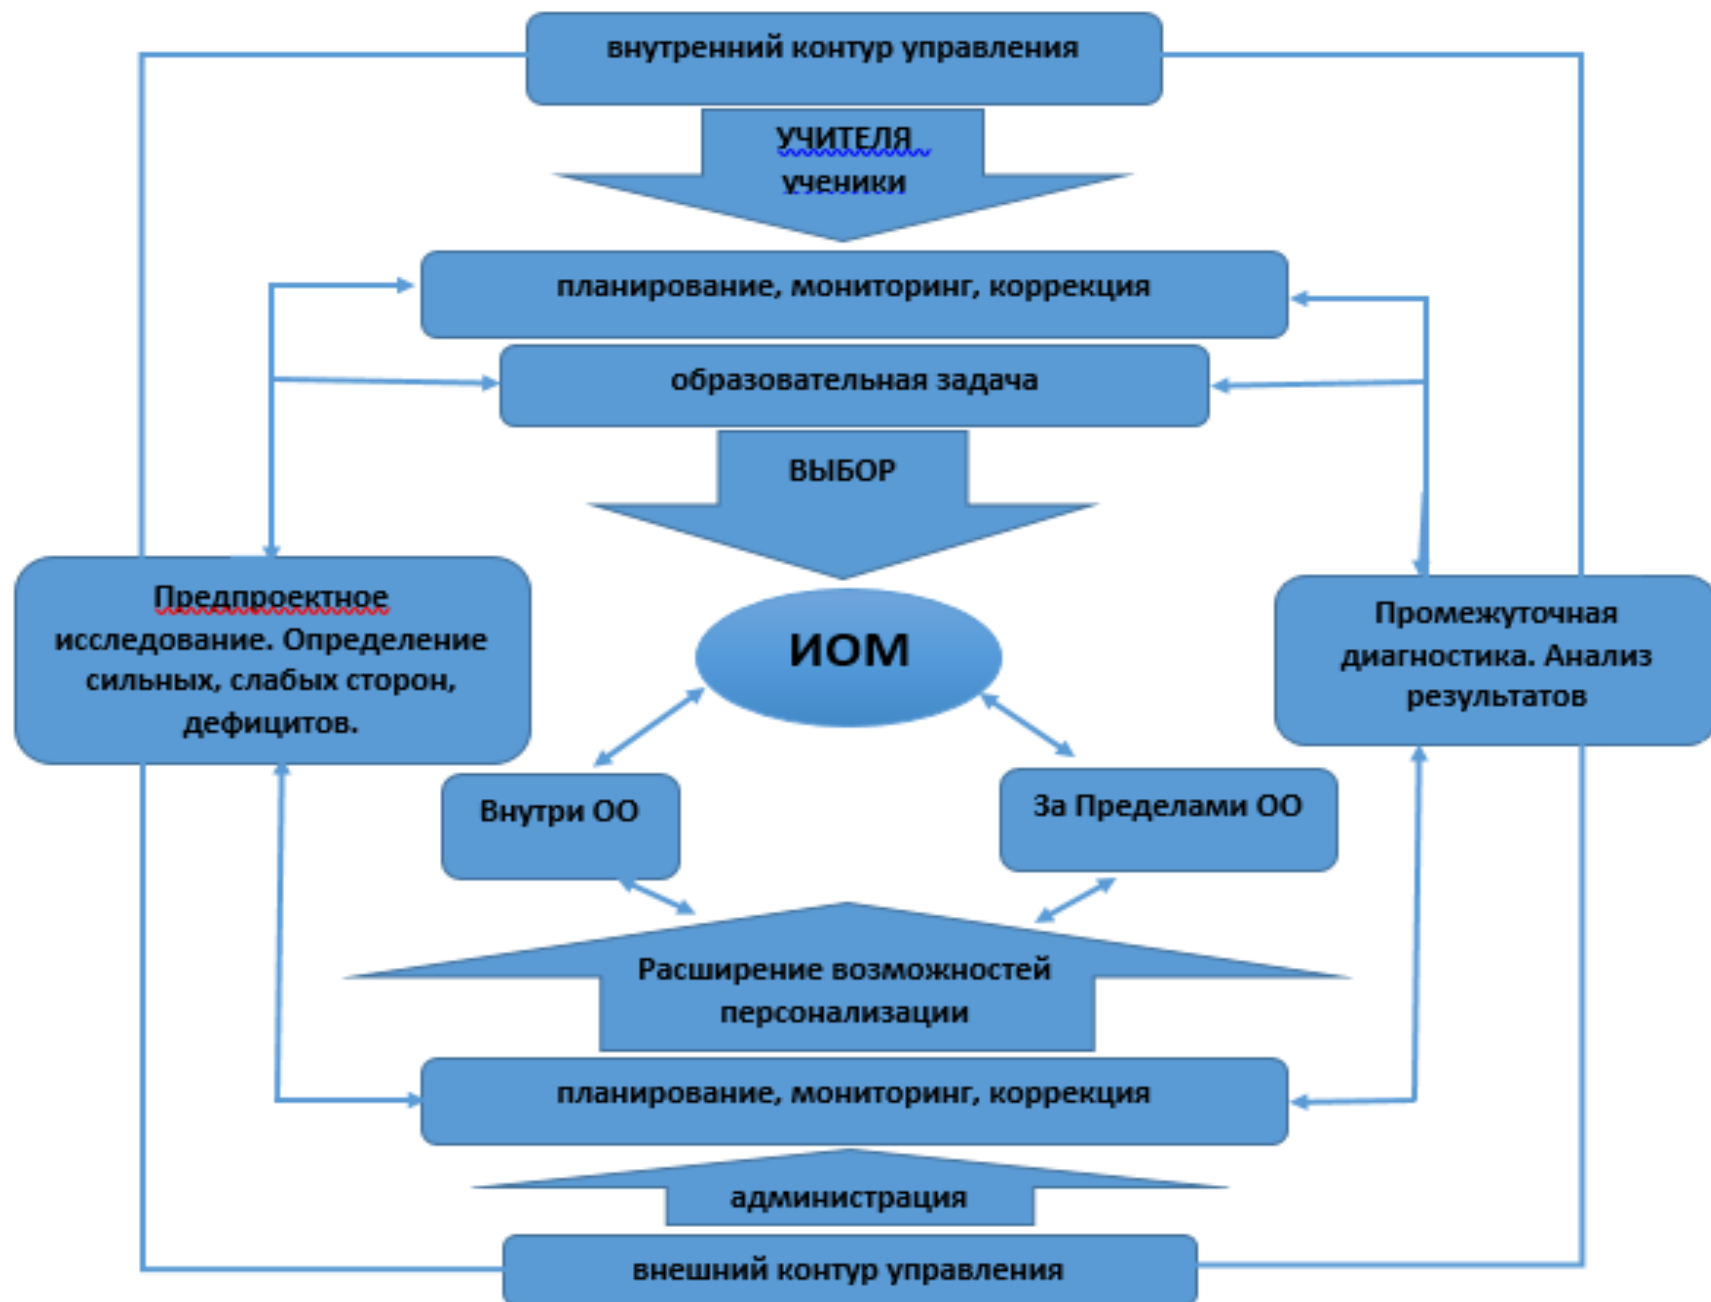 внутренний контур управления
УЧИТЕЛЯ
ученики
планирование, мониторинг, коррекция
образовательная задача
ВЫБОР
Предпроектное
исследование. Определение
сильных, слабых сторон,
дефицитов.
ИОМ
Промежуточная
диагностика. Анализ
результатов
Внутри ОО
За Пределами ОО
Расширение возможностей
персонализации
планирование, мониторинг, коррекция
администрация
внешний контур управления